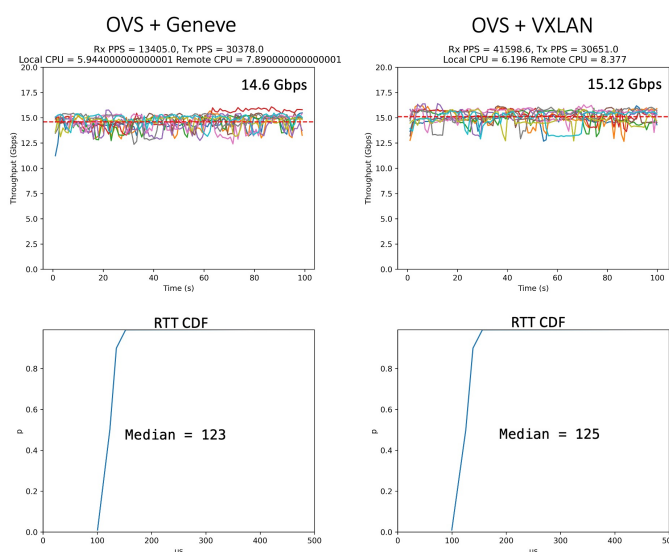 OVS + Geneve
Rx PPS = 13405.0, Tx PPS = 30378.0
Local CPU = 5.944000000000001 Remote CPU = 7.890000000000001
20.0
17.5
15.0
12.5
10.0
7.5
5.0
2.5
0.0
Throughput (Gbps)
14.6 Gbps
0
20
40
60
80
100
Time (s)
OVS + VXLAN
Rx PPS = 41598.6, Tx PPS = 30651.0
Local CPU = 6.196 Remote CPU = 8.377
20.0
17.5
15.0
12.5
10.0
7.5
5.0
2.5
0.0
Throughput (Gbps)
15.12 Gbps
0
20
40
60
80
100
Time (s)
RTT CDF
0.8
0.6
0.4
0.2
0.0
p
Median = 123
0
100
200
300
400
500
us
RTT CDF
0.8
0.6
0.4
0.2
0.0
p
Median = 125
0
100
200
300
400
us